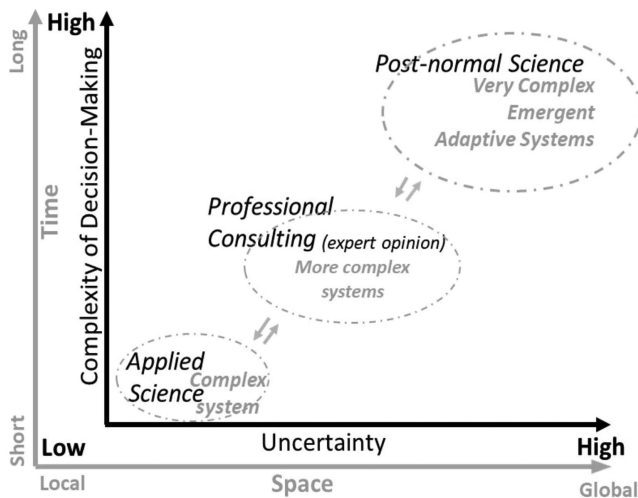 High
Long
Complexity of Decision-Making
Time
Short
Post-normal Science
Very Complex
Emergent
Adaptive Systems
Professional
Consulting (expert opinion)
More complex
systems
Applied
Science
Complex
system
Low
Uncertainty
High
Local
Space
Global